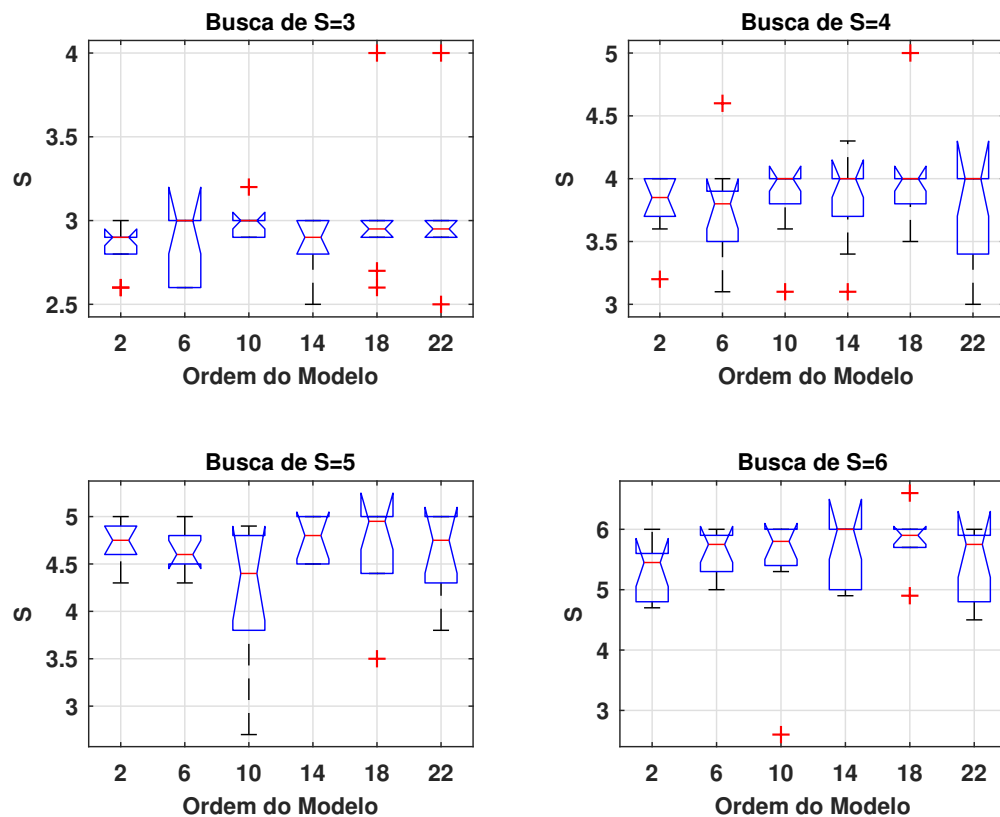 Busca de S=3
4
3.5
3
2.5
S
2 6 10 14 18 22
Ordem do Modelo
Busca de S=4
5
4.5
4
3.5
3
S
2 6 10 14 18 22
Ordem do Modelo
Busca de S=5
5
4.5
4
3.5
3
S
2 6 10 14 18 22
Ordem do Modelo
Busca de S=6
6
5
4
3
S
2 6 10 14 18 22
Ordem do Modelo